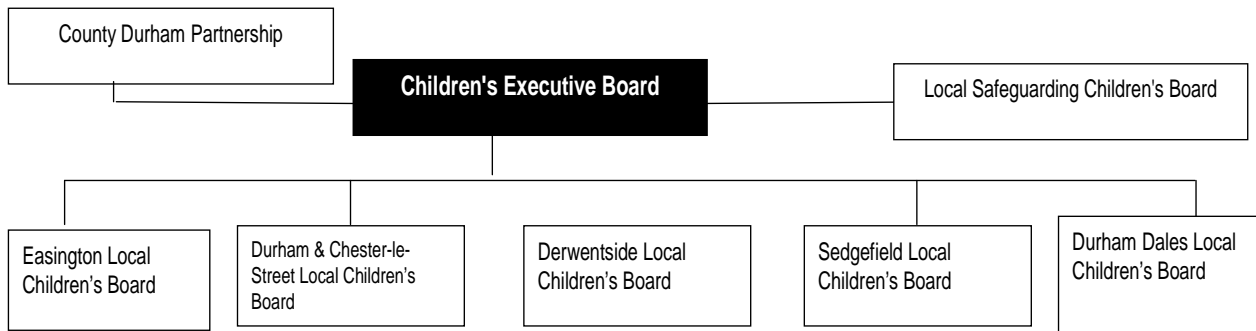 County Durham Partnership
Children's Executive Board
Local Safeguarding Children's Board
Easington Local
Children’s Board
Durham & Chester-le-
Street Local Children’s
Board
Derwentside Local
Children’s Board
Sedgefield Local
Children’s Board
Durham Dales Local
Children’s Board